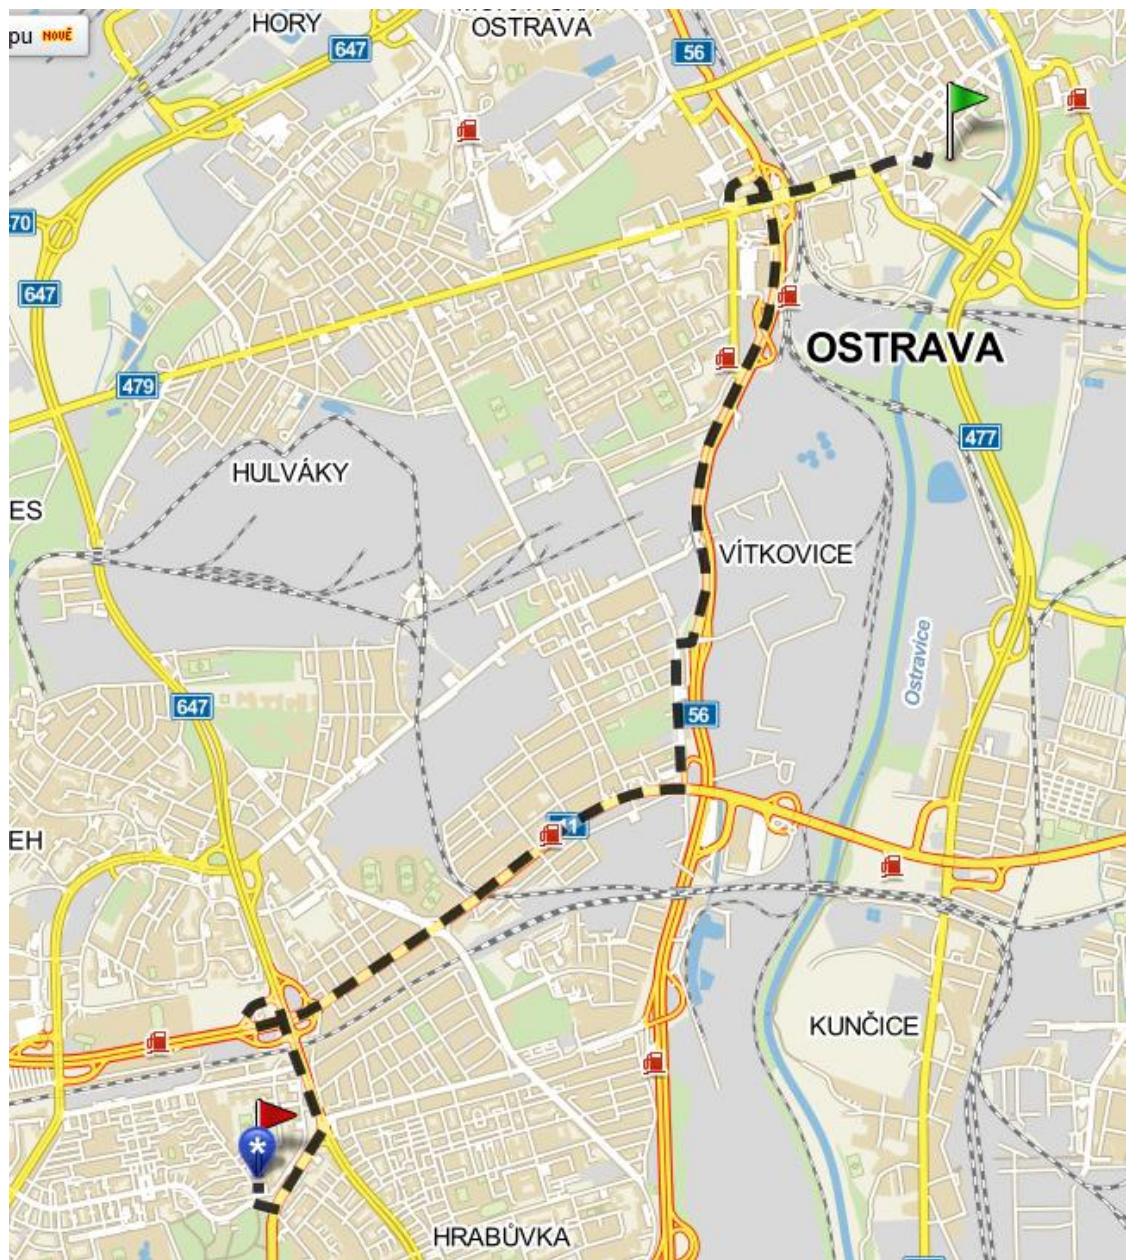 HORY
OSTRAVA
pu NOVÉ
647
56
70
647
OSTRAVA
479
477
HULVÁKY
ES
VÍTKOVICE
Ostravice
647
56
11
EH
KUNČICE
*
HRABŮVKA